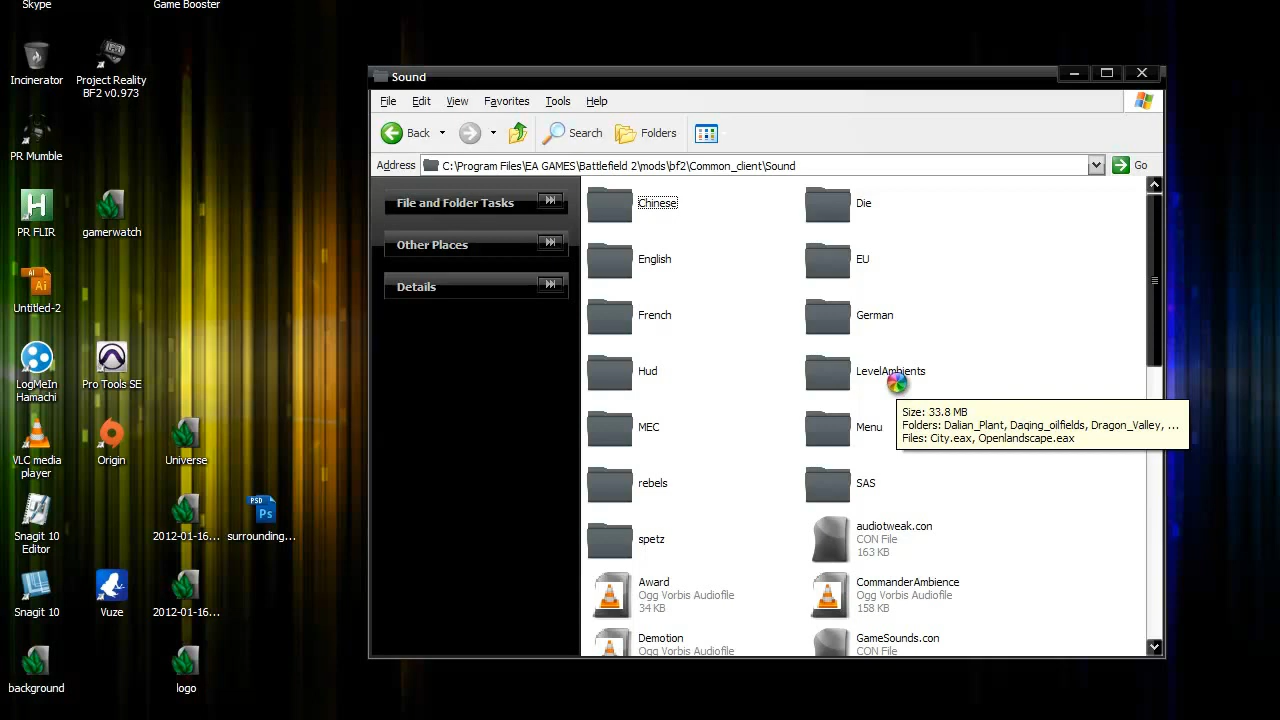 Skype
Game Booster
Incinerator
Project Reality
BF2 v0.973
PR Mumble
H
PR FLIR
gamerwatch
Ai
Ai
Untitled-2
LogMeIn
Hamachi
Pro Tools SE
VLC media
player
Origin
Universe
Snagit 10
Editor
2012-01-16...
PSD
Ps
surrounding...
Snagit 10
Vuze
2012-01-16...
background
logo
Sound
File Edit View Favorites Tools Help
Back Search Folders
Address C:\Program Files\EA GAMES\Battlefield 2\mods\bf2\Common_client\Sound Go
File and Folder Tasks
Other Places
Details
Chinese
Die
English
EU
French
German
Hud
LevelAmbients
MEC
Menu
rebels
SAS
spetz
audiotweak.con
CON File
163 KB
Award
Ogg Vorbis Audiofile
34 KB
CommanderAmbience
Ogg Vorbis Audiofile
158 KB
Demotion
Ogg Vorbis Audiofile
GameSounds.con
CON File
Size: 33.8 MB
Folders: Dalian_Plant, Daqing_oilfields, Dragon_Valley, ...
Files: City.eax, Openlandscape.eax